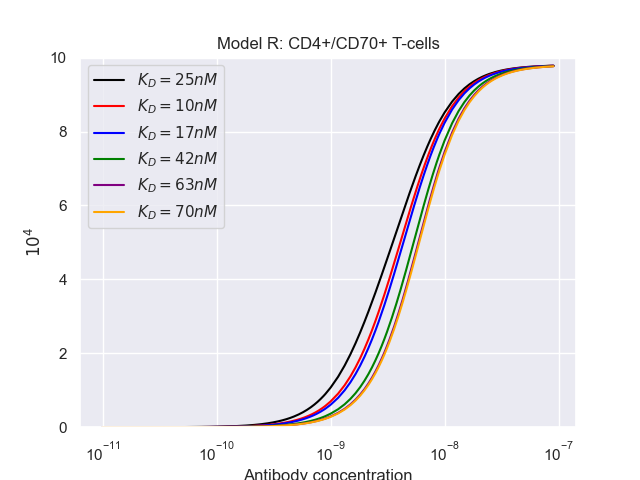 Model R: CD4+/CD70+ T-cells
10
8
6
4
2
0
10⁴
K_D = 25nM
K_D = 10nM
K_D = 17nM
K_D = 42nM
K_D = 63nM
K_D = 70nM
10⁻¹¹ 10⁻¹⁰ 10⁻⁹ 10⁻⁸ 10⁻⁷
Antibody concentration